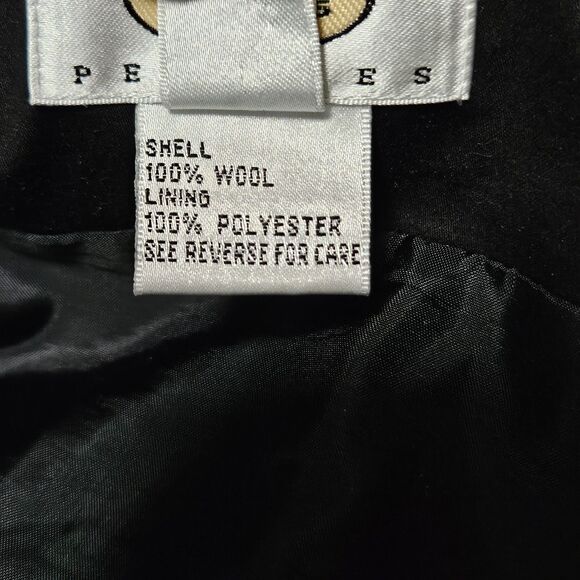 P E E S
SHELL
100% WOOL
LINING
100% POLYESTER
SEE REVERSE FOR CARE